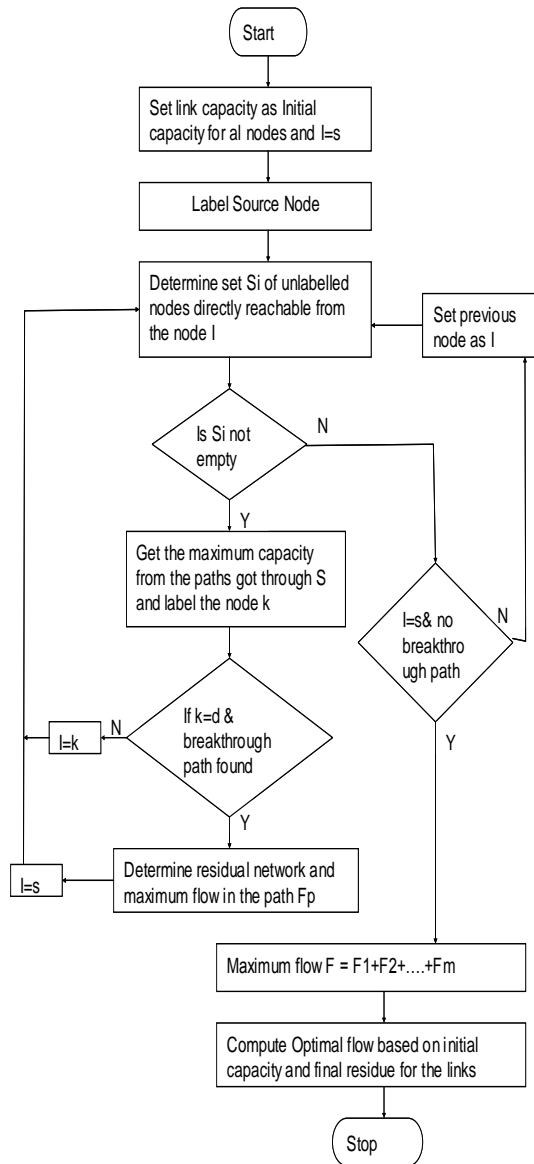 Start
Set link capacity as Initial
capacity for al nodes and I=s
Label Source Node
Determine set Si of unlabelled
nodes directly reachable from
the node I
Set previous
node as I
Is Si not
empty
N
Y
Get the maximum capacity
from the paths got through S
and label the node k
I=s& no
breakthro
ugh path
N
Y
If k=d &
breakthrough
path found
N
I=k
Y
Determine residual network and
maximum flow in the path Fp
I=s
Maximum flow F = F1+F2+....+Fm
Compute Optimal flow based on initial
capacity and final residue for the links
Stop